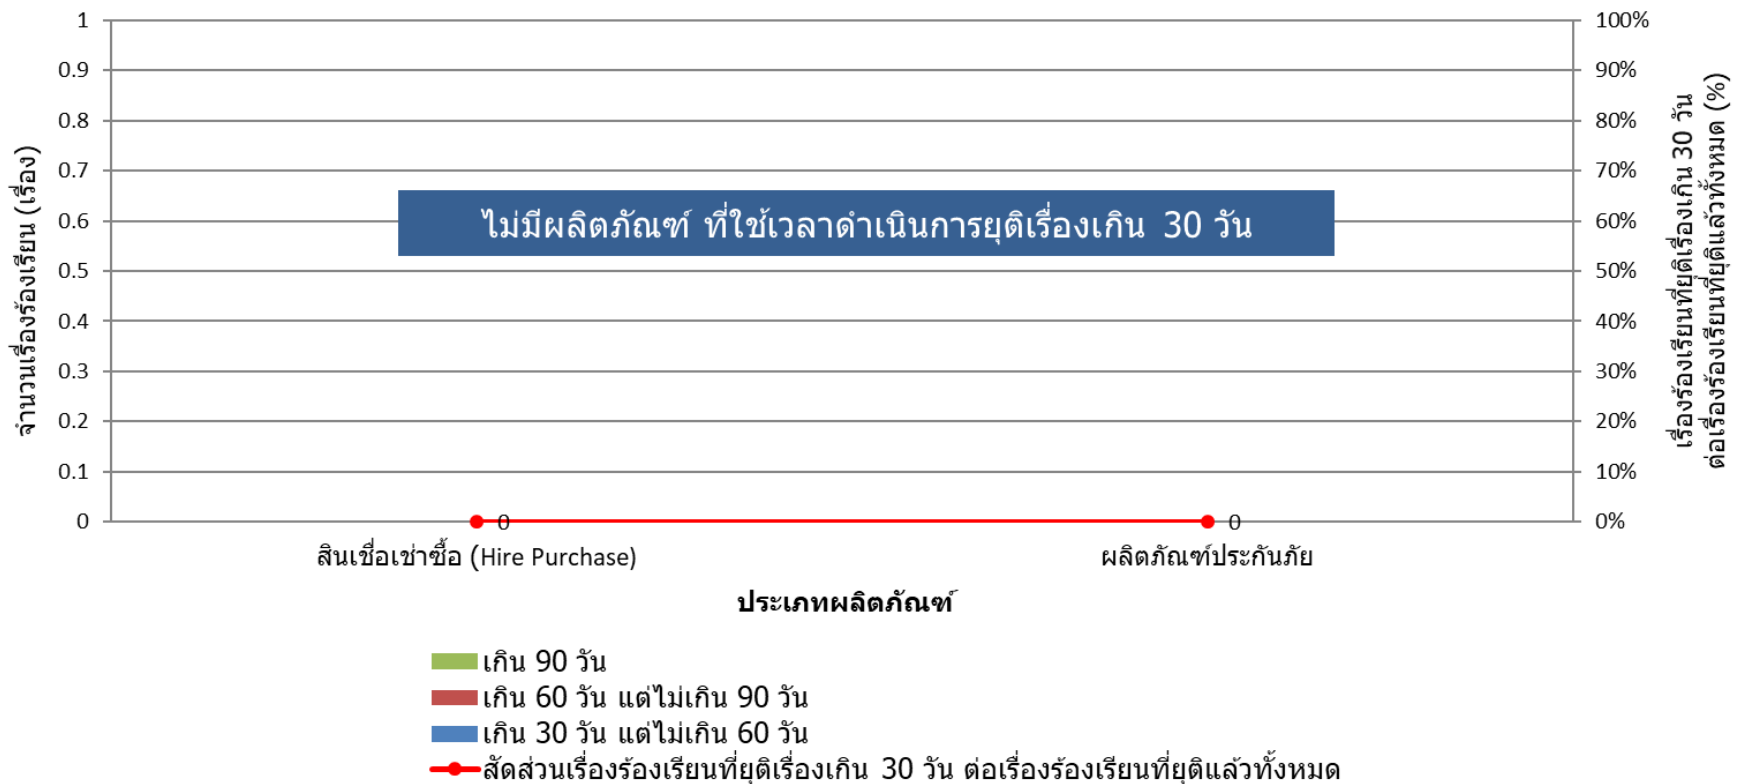 จำนวนเรื่องร้องเรียน (เรื่อง)
1
0.9
0.8
0.7
0.6
0.5
0.4
0.3
0.2
0.1
0
ไม่มีผลิตภัณฑ์ ที่ใช้เวลาดำเนินการยุติเรื่องเกิน 30 วัน
0
0
100%
90%
80%
70%
60%
50%
40%
30%
20%
10%
0%
เรื่องร้องเรียนที่ยุติเรื่องเกิน 30 วัน
ต่อเรื่องร้องเรียนที่ยุติแล้วทั้งหมด (%)
สินเชื่อเช่าซื้อ (Hire Purchase)
ผลิตภัณฑ์ประกันภัย
ประเภทผลิตภัณฑ์
เกิน 90 วัน
เกิน 60 วัน แต่ไม่เกิน 90 วัน
เกิน 30 วัน แต่ไม่เกิน 60 วัน
สัดส่วนเรื่องร้องเรียนที่ยุติเรื่องเกิน 30 วัน ต่อเรื่องร้องเรียนที่ยุติแล้วทั้งหมด